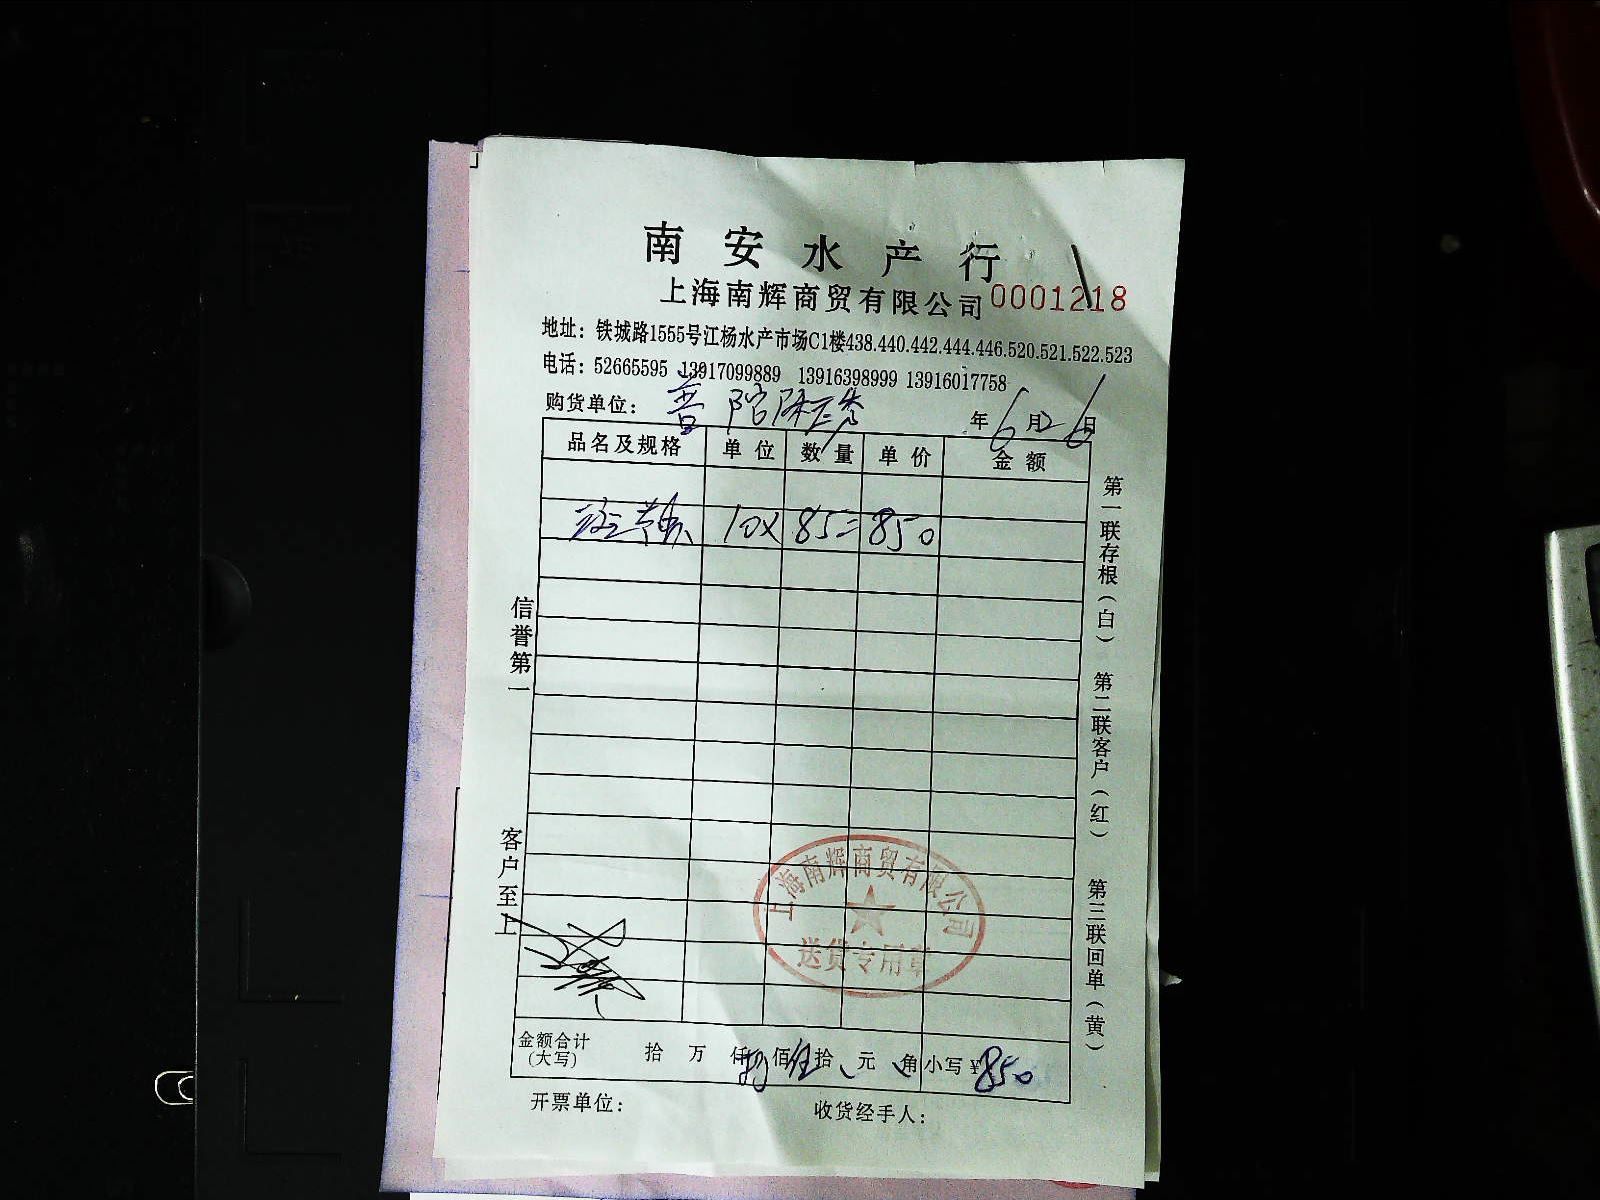 南安水产行
上海南辉商贸有限公司 0001218
地址：铁城路1555号江杨水产市场C1楼438.440.442.444.446.520.521.522.523
电话：52665595 13917099889 13916398999 13916017758
购货单位：普陀 年6月26日
品名及规格 单位 数量 单价 金额
10X 85=850
信誉第一
客户至上
第一联存根（白） 第二联客户（红） 第三联回单（黄）
上海南辉商贸有限公司
送货专用章
金额合计（大写） 拾 万 仟 捌佰伍拾 元 角 小写￥850
开票单位： 收货经手人：